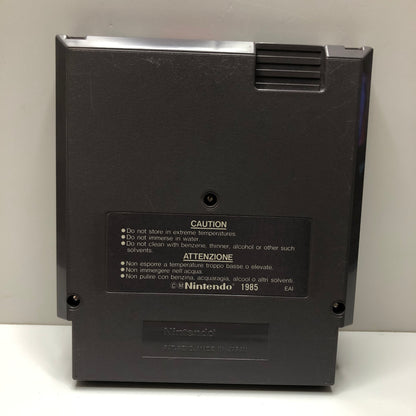 CAUTION
●Do not store in extreme temperatures.
●Do not immerse in water.
●Do not clean with benzene, thinner, alcohol or other such
solvents.
ATTENZIONE
●Non esporre a temperature troppo basse o elevate.
●Non immergere nell'acqua.
●Non pulire con benzina, acquaragia, alcool o altri solventi.
©M Nintendo 1985 EAI
Nintendo